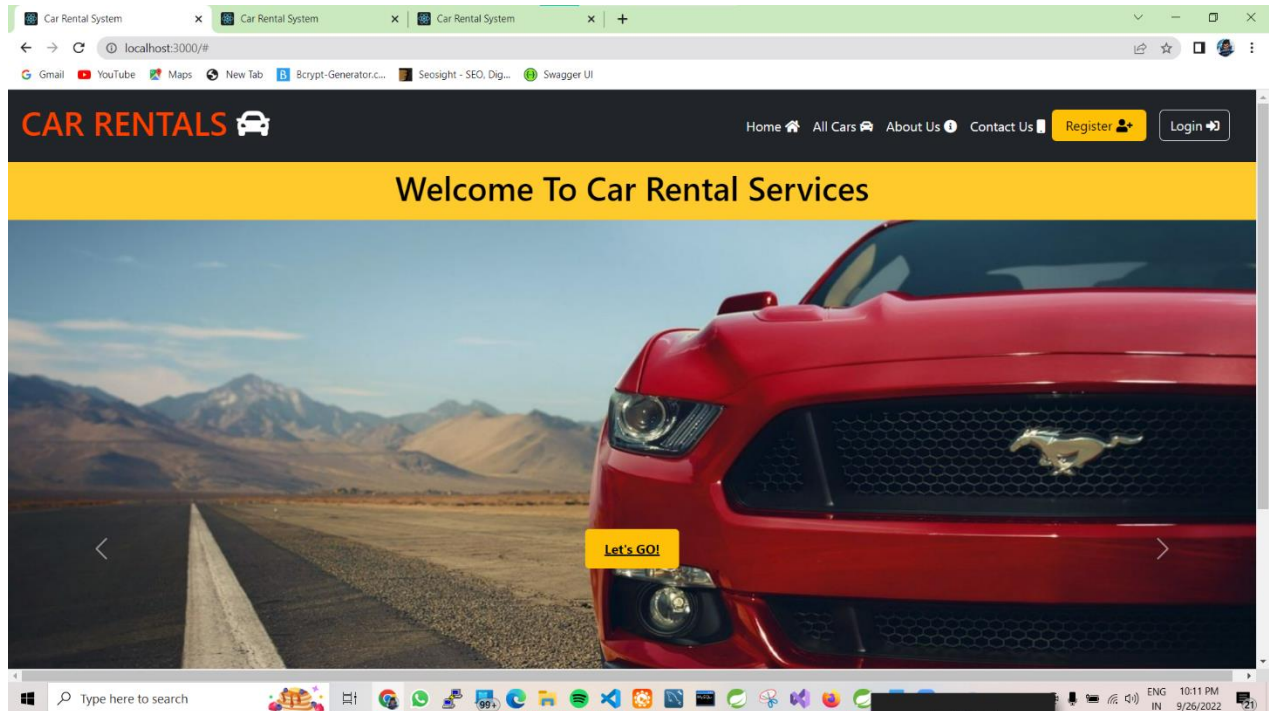 Car Rental System
Car Rental System
Car Rental System
localhost:3000/#
Gmail
YouTube
Maps
New Tab
B
Bcrypt-Generator.c...
Seosight - SEO, Dig...
Swagger UI
CAR RENTALS
Home
All Cars
About Us
Contact Us
Register
Login
Welcome To Car Rental Services
Let's GO!
Type here to search
99+
ENG
IN
10:11 PM
9/26/2022
21